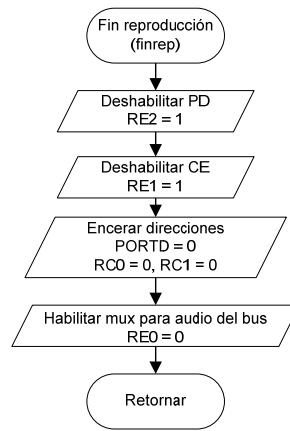 Fin reproducción
(finrep)
Deshabilitar PD
RE2 = 1
Deshabilitar CE
RE1 = 1
Encerar direcciones
PORTD = 0
RC0 = 0, RC1 = 0
Habilitar mux para audio del bus
RE0 = 0
Retornar